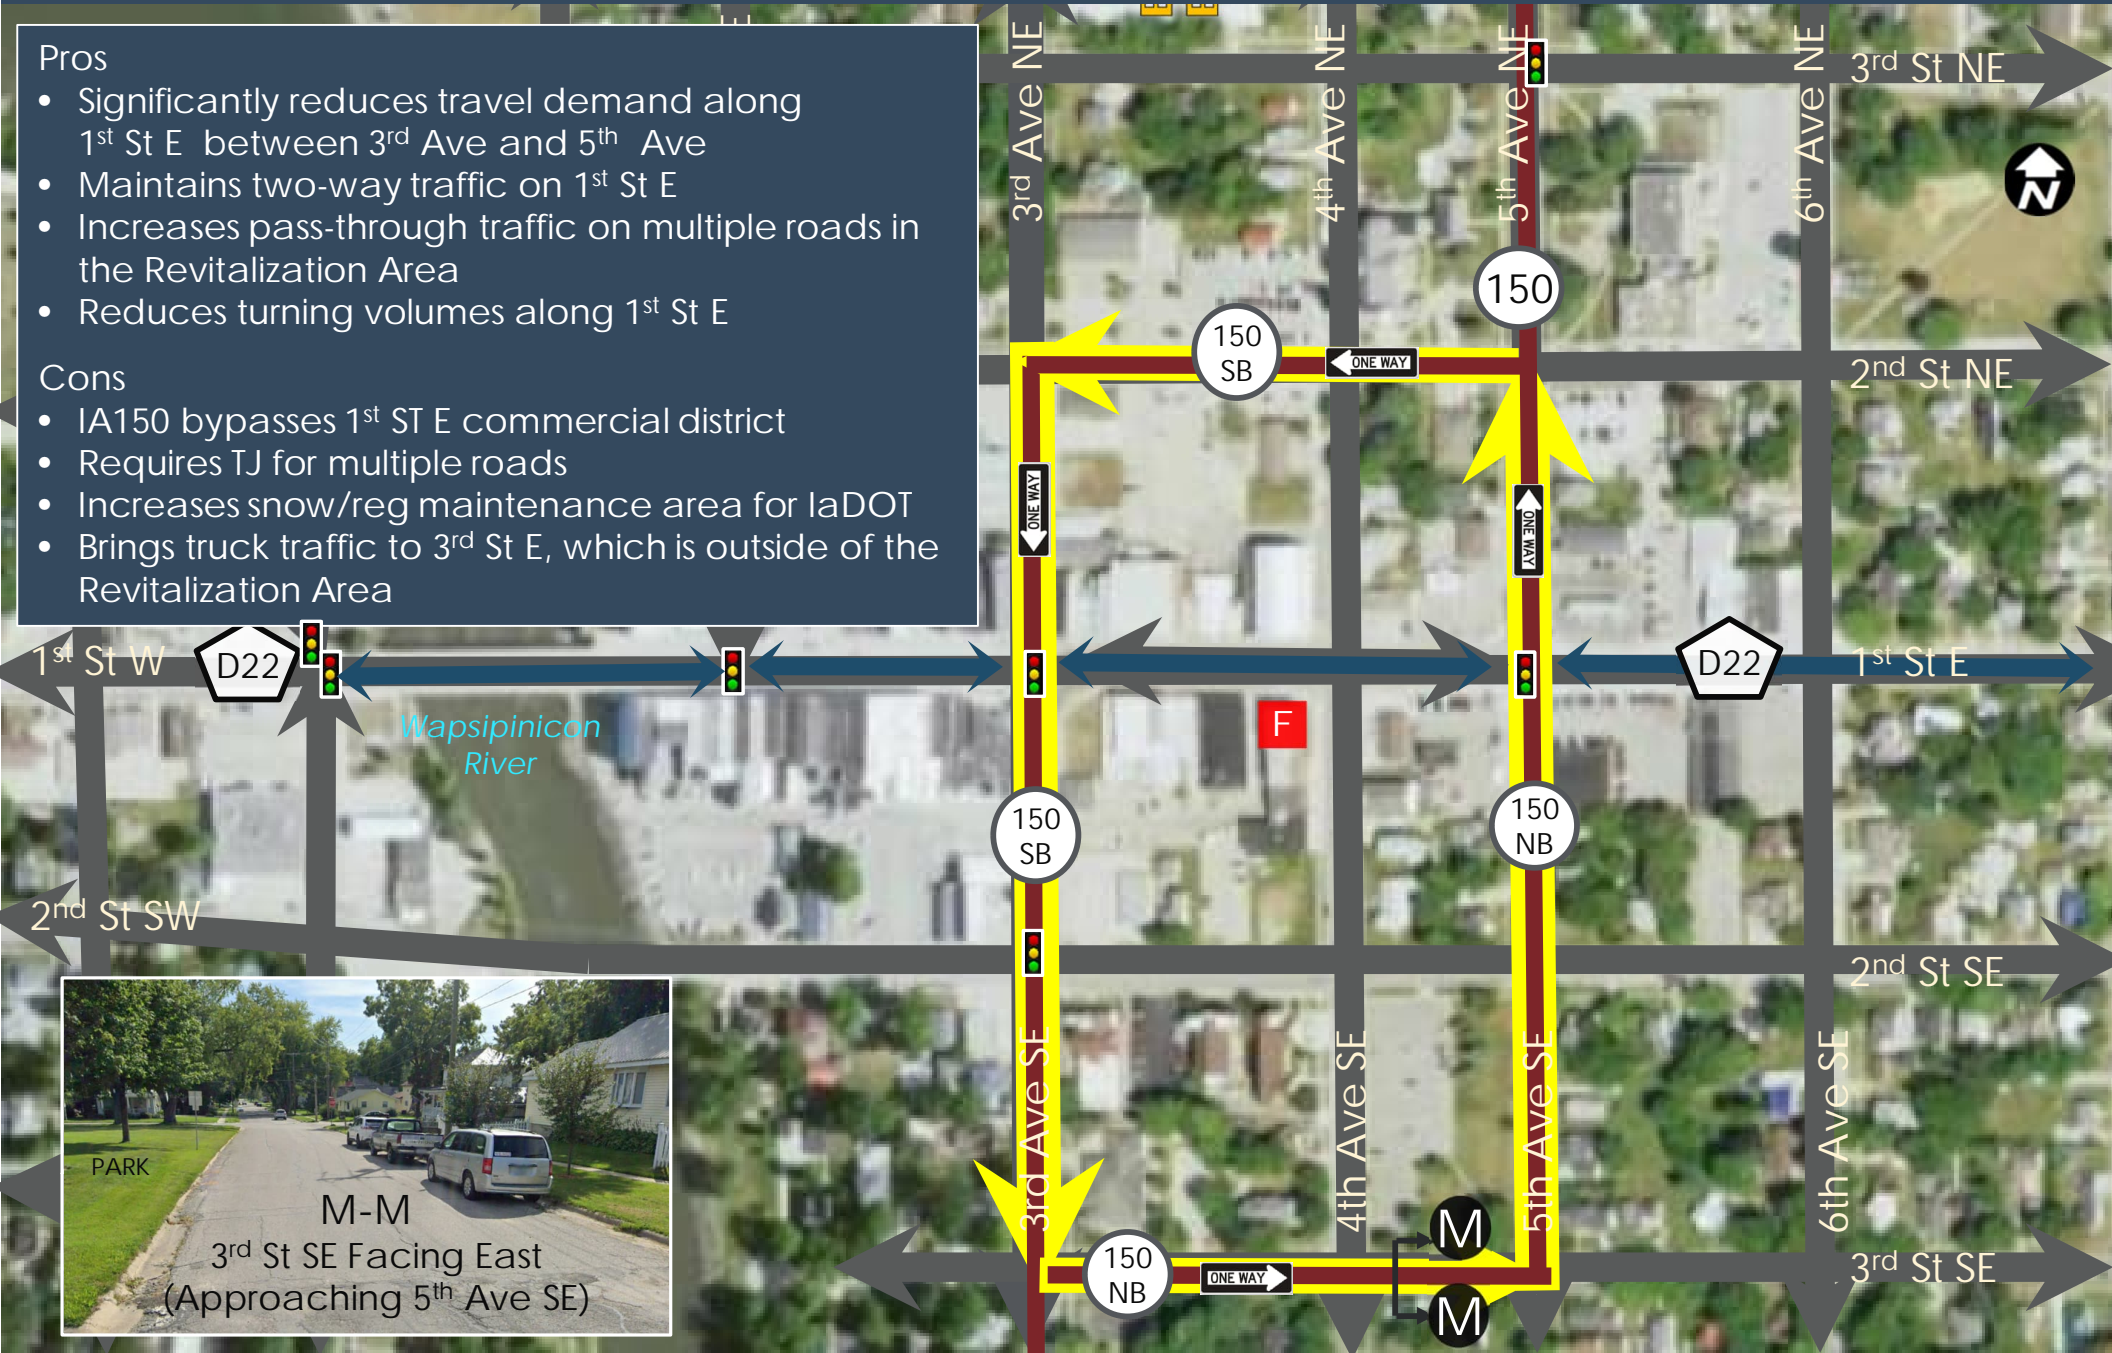 Pros
• Significantly reduces travel demand along
1st St E between 3rd Ave and 5th Ave
• Maintains two-way traffic on 1st St E
• Increases pass-through traffic on multiple roads in
the Revitalization Area
• Reduces turning volumes along 1st St E
Cons
• IA150 bypasses 1st ST E commercial district
• Requires TJ for multiple roads
• Increases snow/reg maintenance area for IaDOT
• Brings truck traffic to 3rd St E, which is outside of the
Revitalization Area
E
3rd Ave NE
4th Ave NE
5th Ave NE
6th Ave NE
3rd St NE
N
150
150
SB
ONE WAY
2nd St NE
ONE WAY
ONE WAY
1st St W
D22
D22
1st St E
Wapsipinicon
River
F
150
SB
150
NB
2nd St SW
2nd St SE
3rd Ave SE
4th Ave SE
5th Ave SE
6th Ave SE
PARK
M-M
3rd St SE Facing East
(Approaching 5th Ave SE)
M
150
NB
ONE WAY
3rd St SE
M